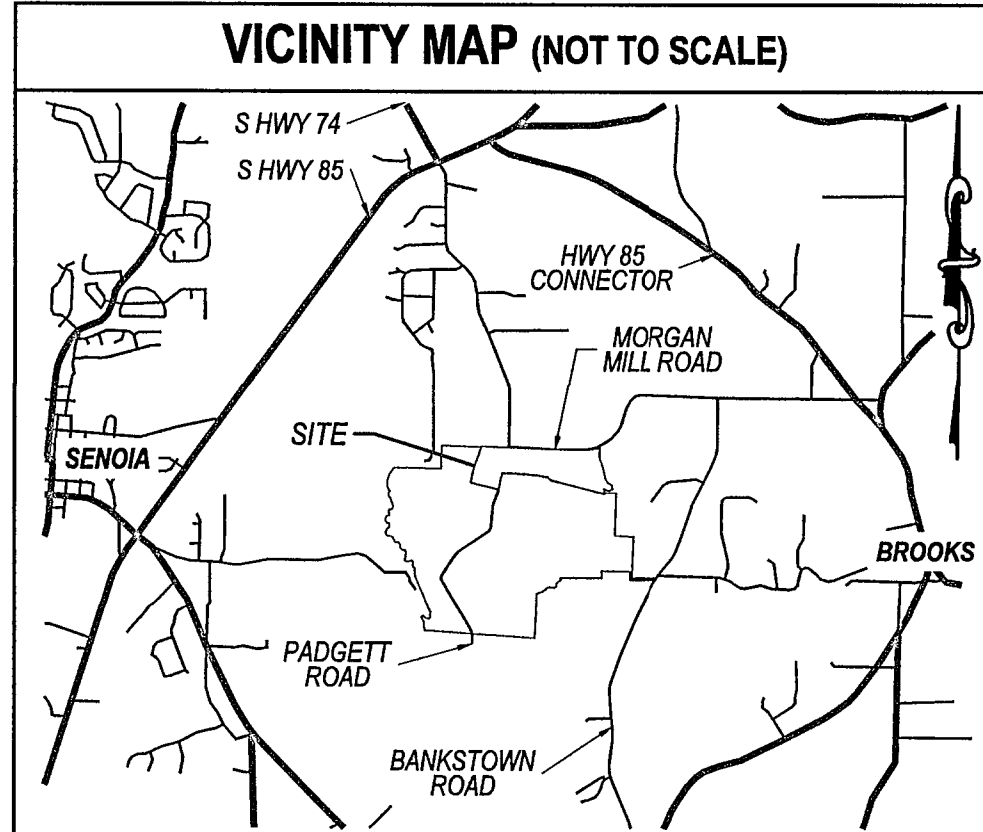 VICINITY MAP (NOT TO SCALE)
S HWY 74
S HWY 85
HWY 85
CONNECTOR
MORGAN
MILL ROAD
SITE
SENOIA
BROOKS
PADGETT
ROAD
BANKSTOWN
ROAD